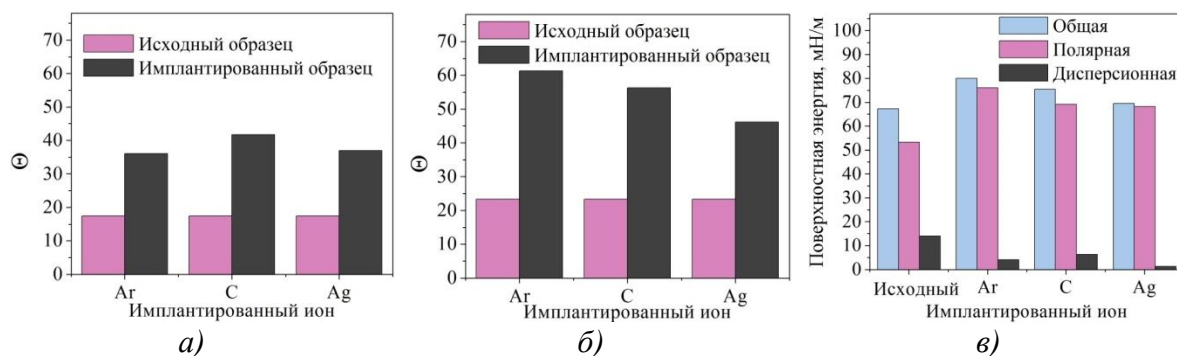 Исходный образец
Имплантированный образец
Θ
70
60
50
40
30
20
10
0
Ar
C
Ag
Имплантированный ион
а)
Исходный образец
Имплантированный образец
Θ
70
60
50
40
30
20
10
0
Ar
C
Ag
Имплантированный ион
б)
Общая
Полярная
Дисперсионная
Поверхностная энергия, мН/м
100
90
80
70
60
50
40
30
20
10
0
Исходный
Ar
C
Ag
Имплантированный ион
в)